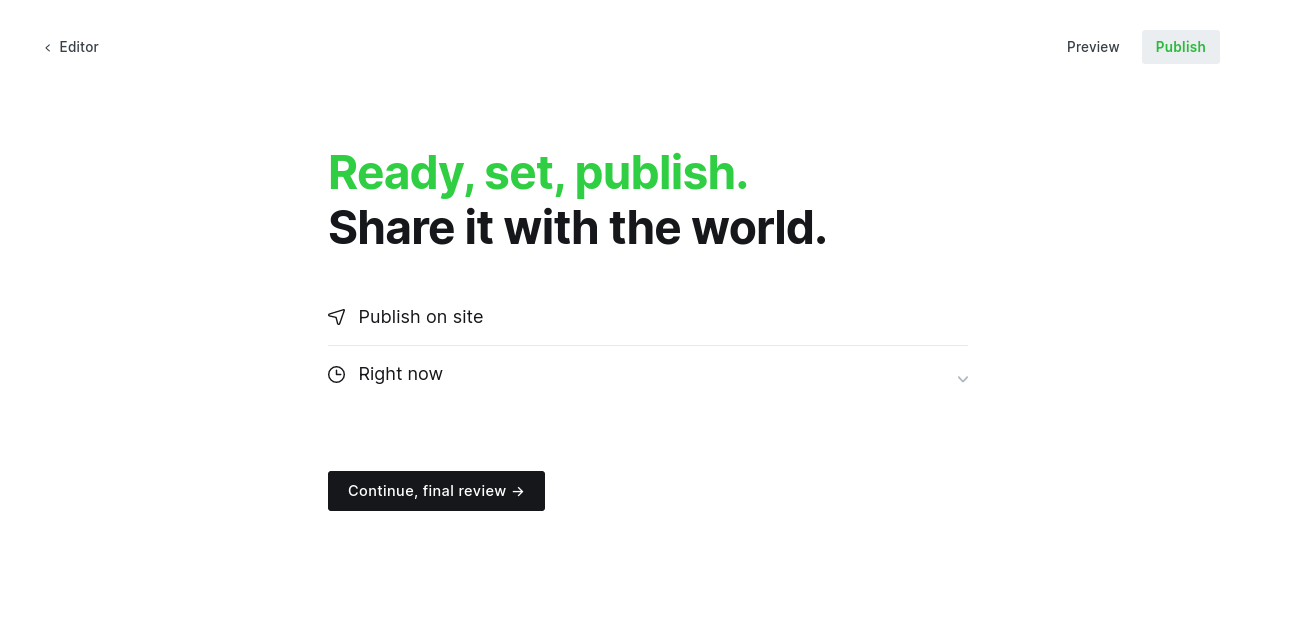 Editor
Preview
Publish
Ready, set, publish.
Share it with the world.
Publish on site
Right now
Continue, final review →